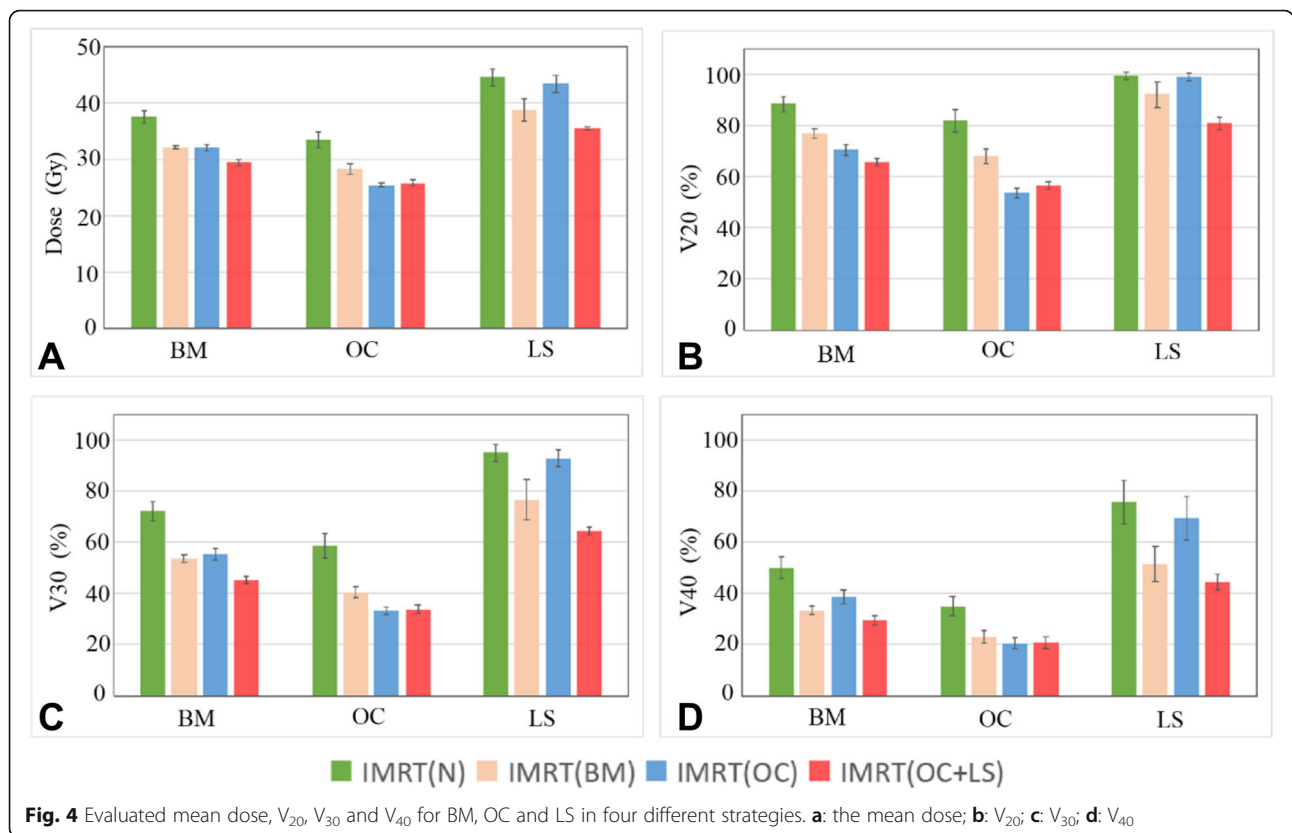 50
40
30
20
10
0
Dose (Gy)
BM OC LS
A
100
80
60
40
20
0
V20 (%)
BM OC LS
B
100
80
60
40
20
0
V30 (%)
BM OC LS
C
100
80
60
40
20
0
V40 (%)
BM OC LS
D
IMRT(N) IMRT(BM) IMRT(OC) IMRT(OC+LS)
Fig. 4 Evaluated mean dose, V20, V30 and V40 for BM, OC and LS in four different strategies. a: the mean dose; b: V20; c: V30; d: V40